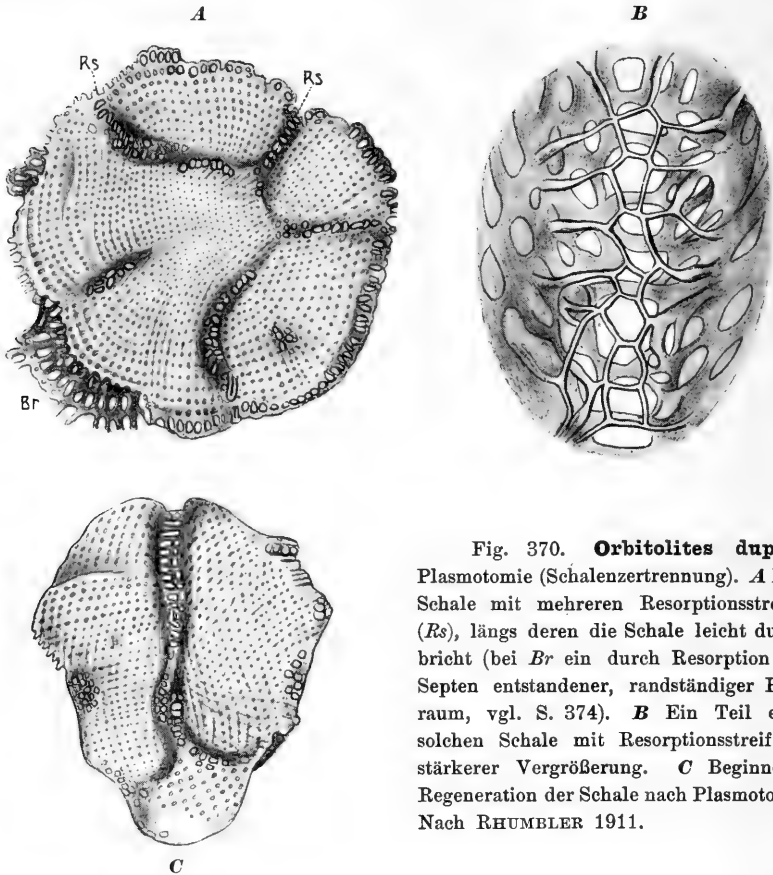 A B
Rs Rs
Br
C
Fig. 370. Orbitolites dup
Plasmotomie (Schalenzertrennung). A
Schale mit mehreren Resorptionsstre
(Rs), längs deren die Schale leicht du
bricht (bei Br ein durch Resorption
Septen entstandener, randständiger
raum, vgl. S. 374). B Ein Teil e
solchen Schale mit Resorptionsstreif
stärkerer Vergrößerung. C Beginn
Regeneration der Schale nach Plasmoto
Nach RHUMBLER 1911.